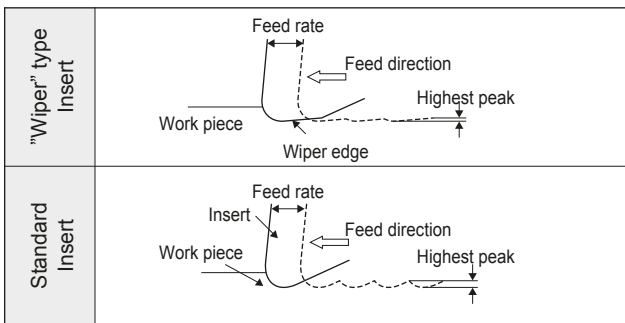 "Wiper" type
Insert
Feed rate
Feed direction
Highest peak
Work piece
Wiper edge
Standard
Insert
Feed rate
Insert
Feed direction
Work piece
Highest peak